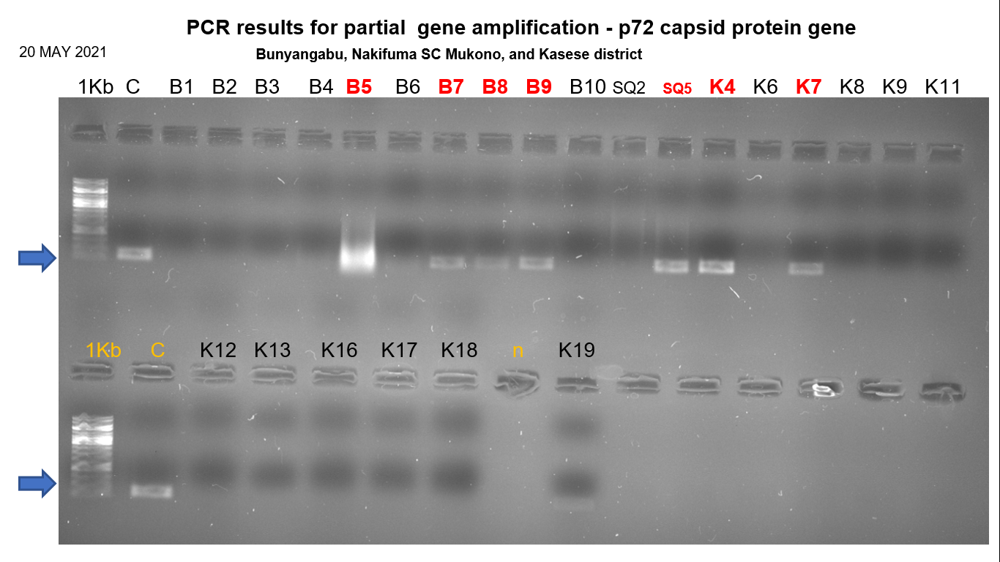 PCR results for partial gene amplification - p72 capsid protein gene
20 MAY 2021
Bunyangabu, Nakifuma SC Mukono, and Kasese district
1Kb C B1 B2 B3 B4 B5 B6 B7 B8 B9 B10 SQ2 SQ5 K4 K6 K7 K8 K9 K11
1Kb C K12 K13 K16 K17 K18 n K19